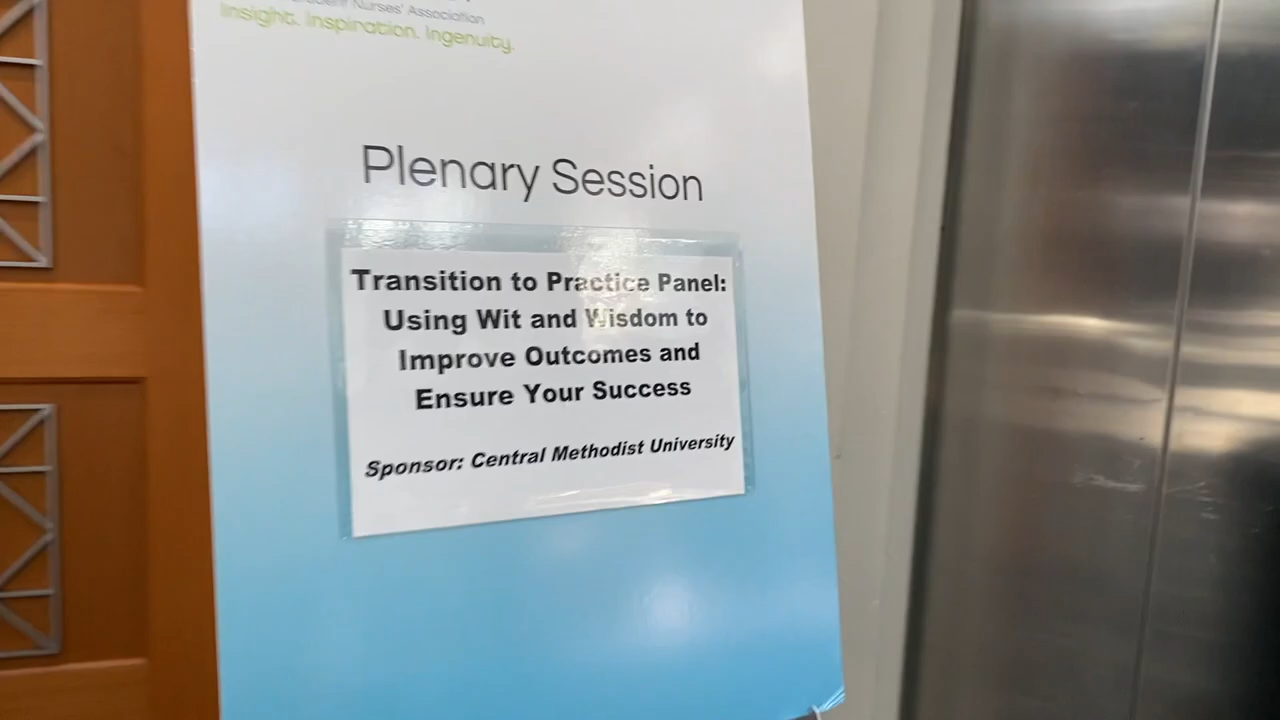 Nurses' Association
Insight. Inspiration. Ingenuity.
Plenary Session
Transition to Practice Panel:
Using Wit and Wisdom to
Improve Outcomes and
Ensure Your Success
Sponsor: Central Methodist University